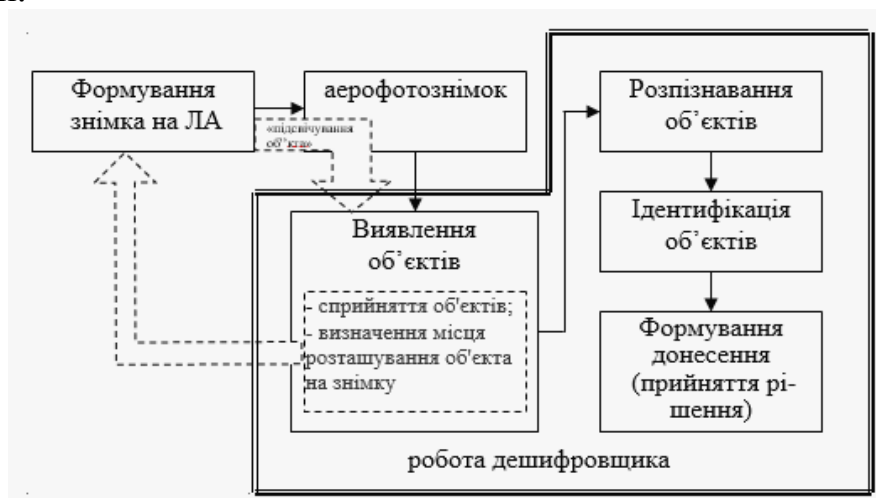 Формування
знімка на ЛА
аерофотознімок
«підсвічування
об’’кта»
Виявлення
об’єктів
- сприйняття об'єктів;
- визначення місця
розташування об'єкта
на знімку
Розпізнавання
об’єктів
Ідентифікація
об’єктів
Формування
донесення
(прийняття рі-
шення)
робота дешифровщика